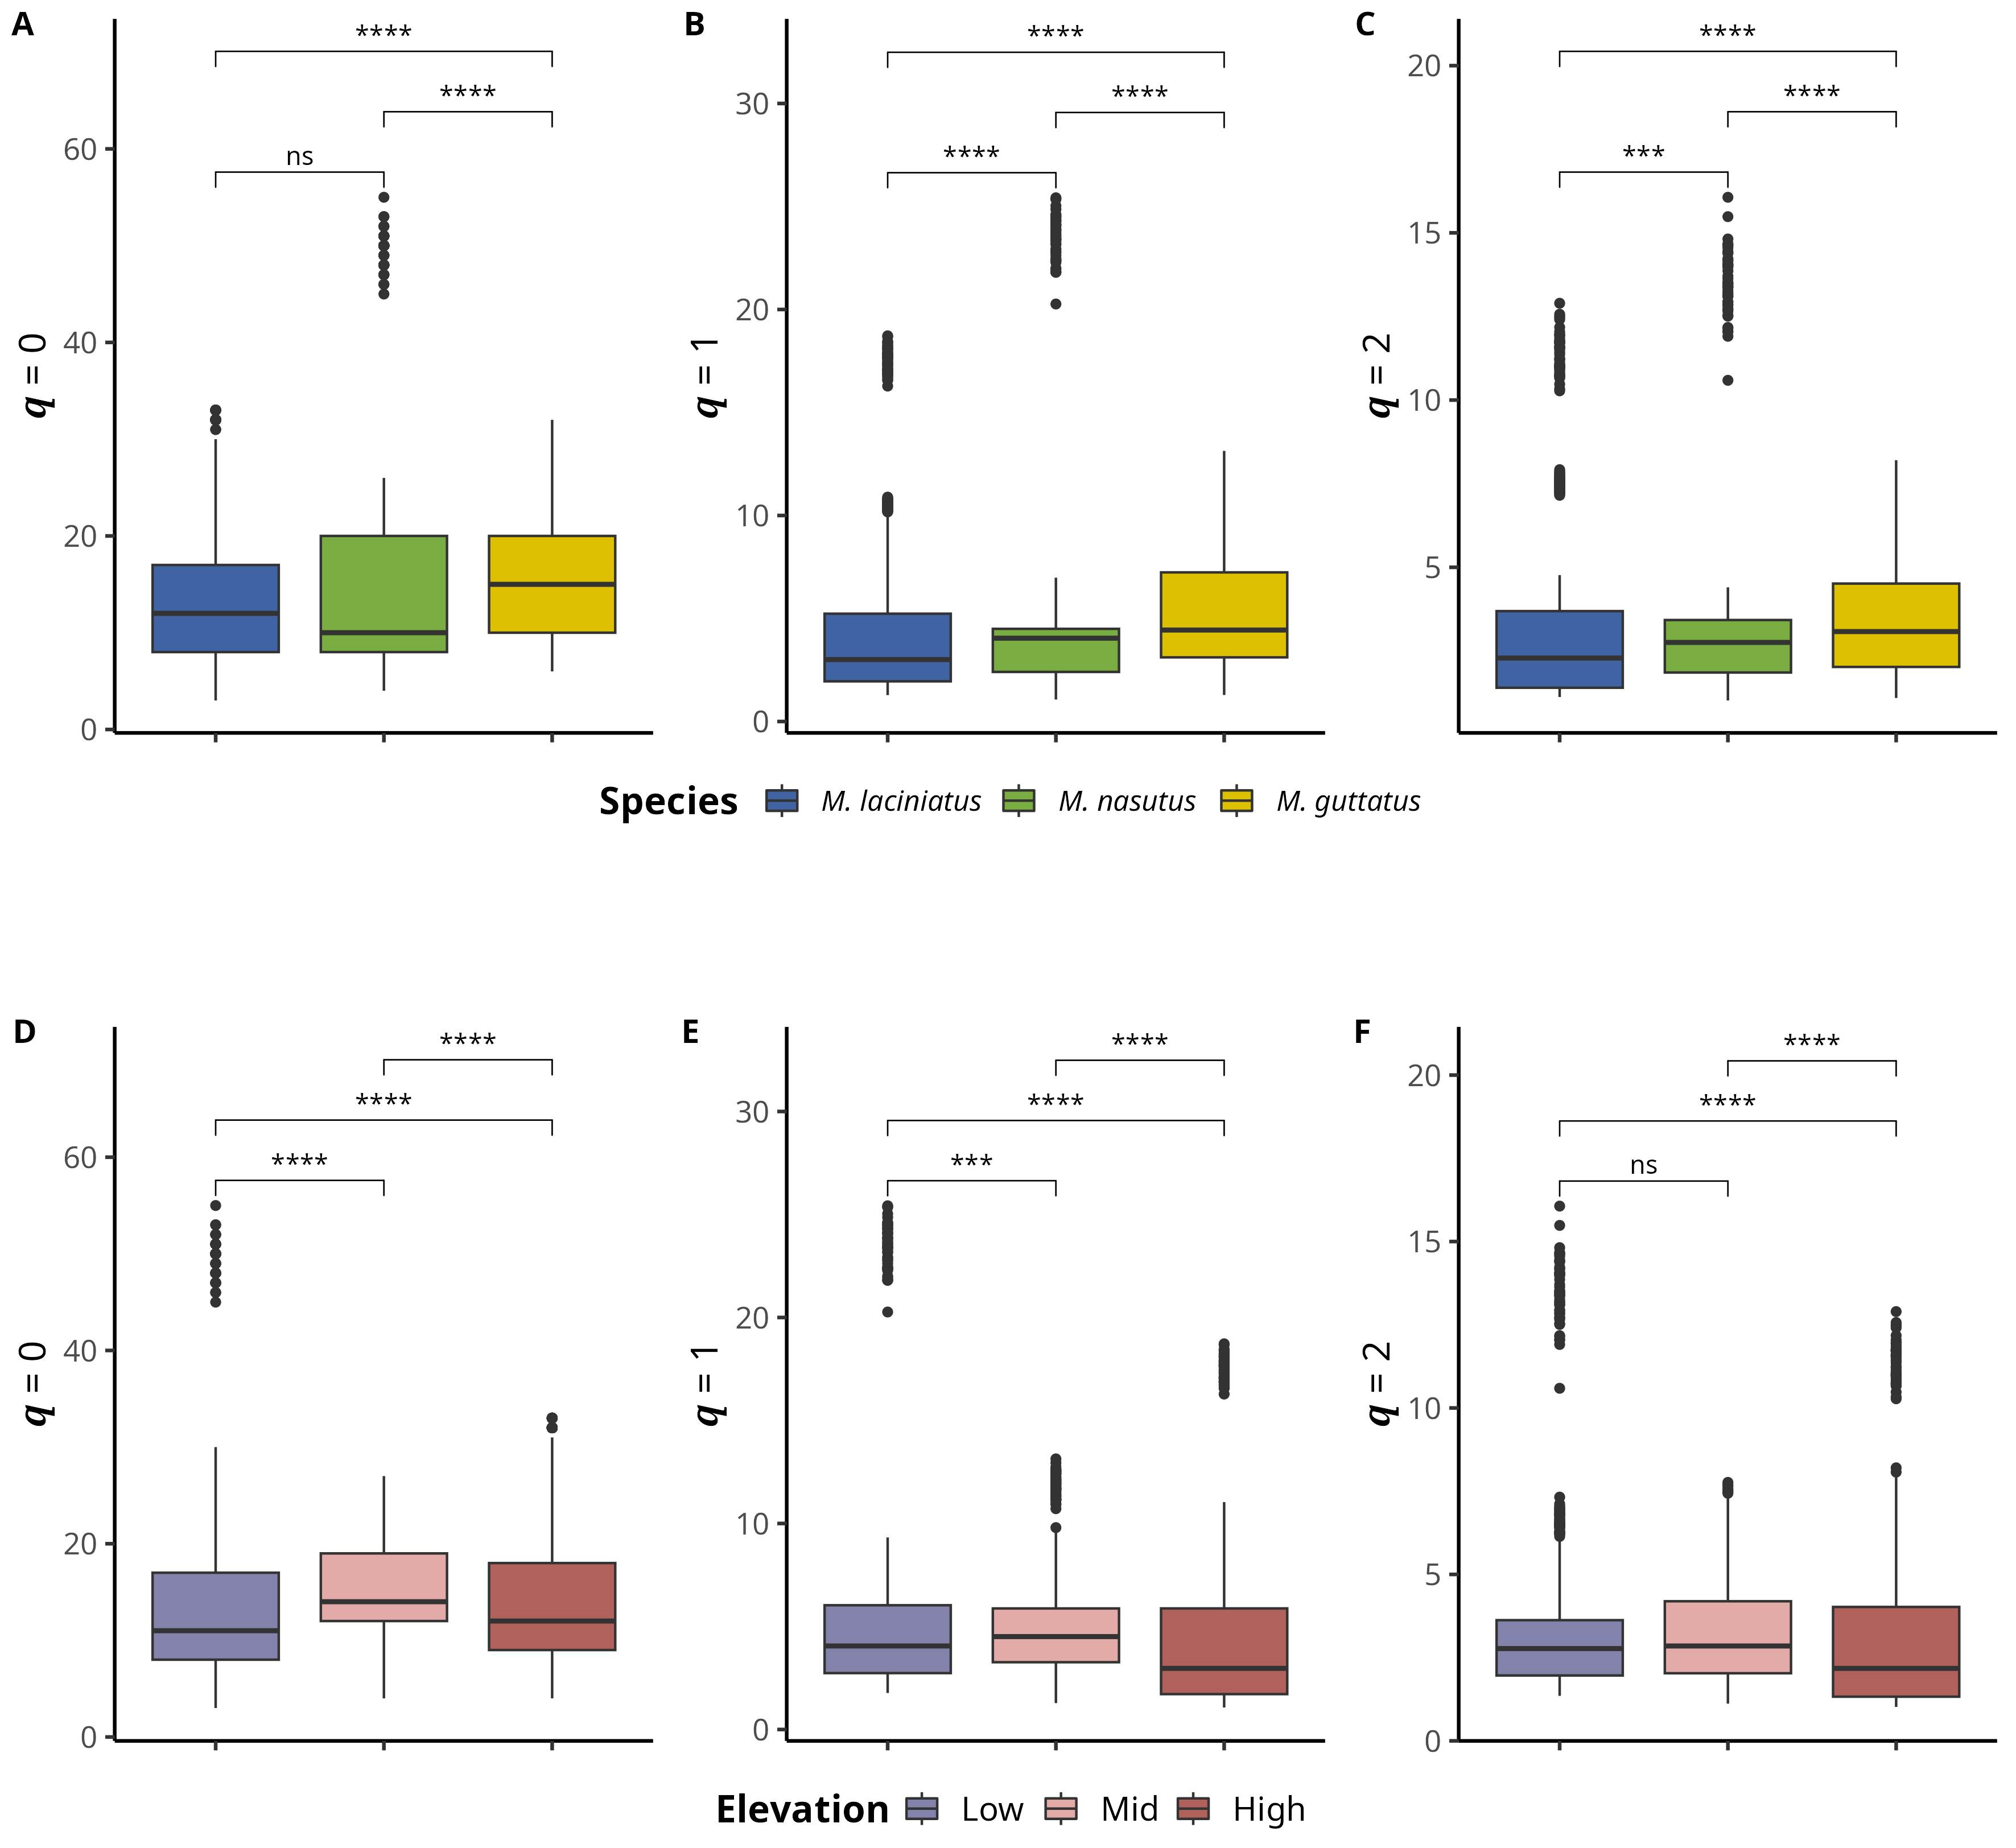 A
B
C
****
****
ns
60
40
20
0
q = 0
****
****
****
30
20
10
0
q = 1
****
****
***
20
15
10
5
q = 2
Species M. laciniatus M. nasutus M. guttatus
D
E
F
****
****
****
60
40
20
0
q = 0
****
****
***
30
20
10
0
q = 1
****
****
ns
20
15
10
5
0
q = 2
Elevation Low Mid High